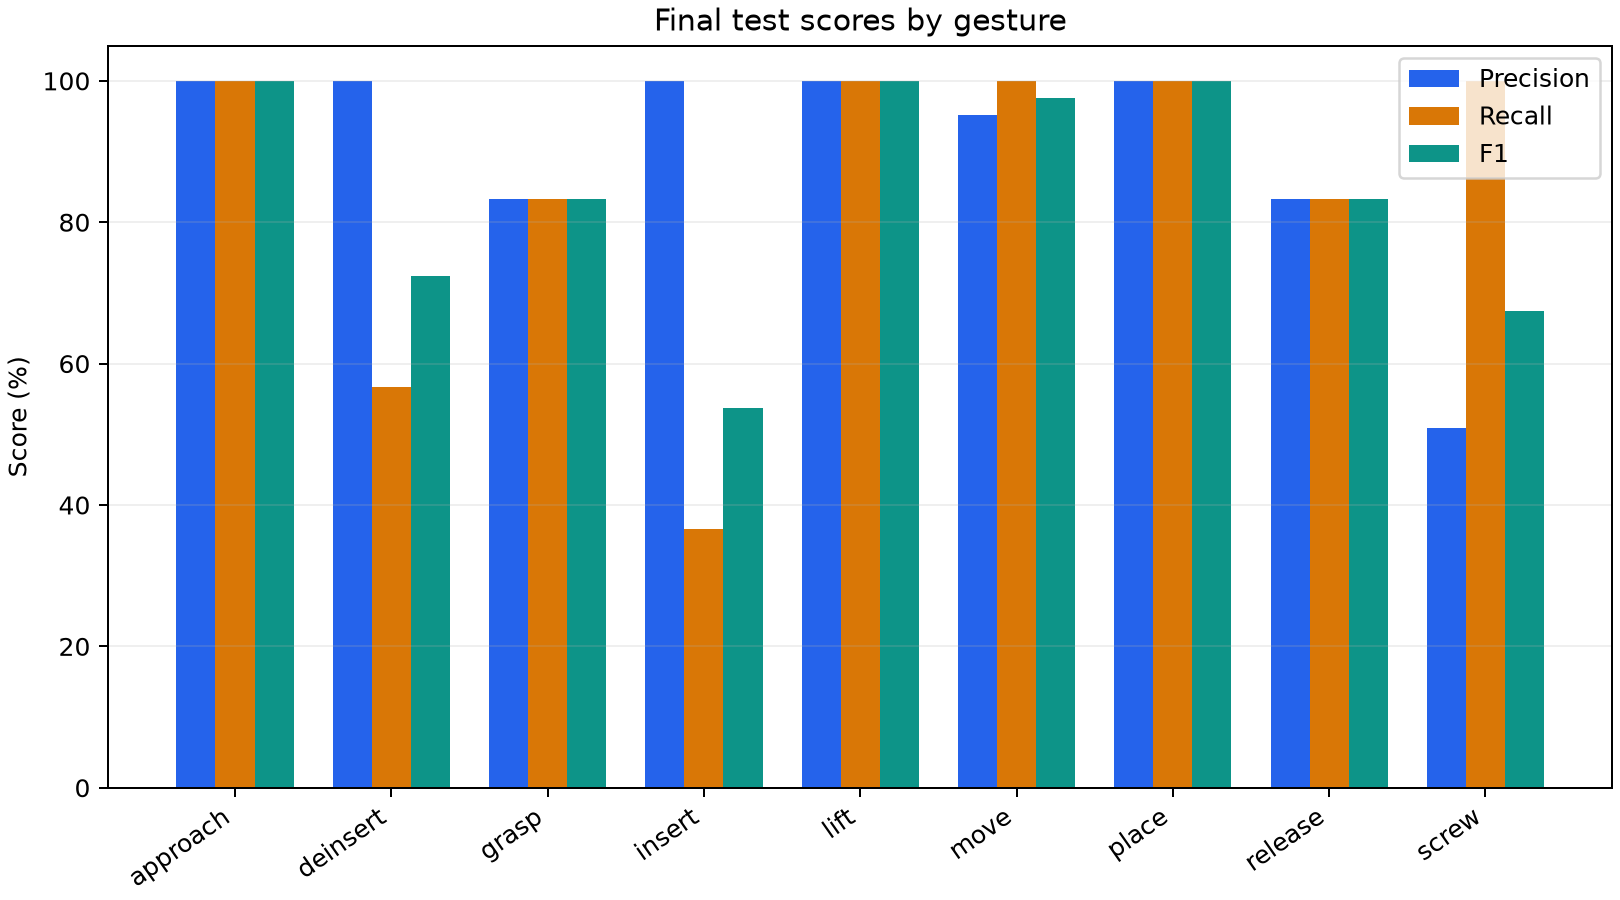 Final test scores by gesture
Score (%)
100
80
60
40
20
0
Precision
Recall
F1
approach
deinsert
grasp
insert
lift
move
place
release
screw